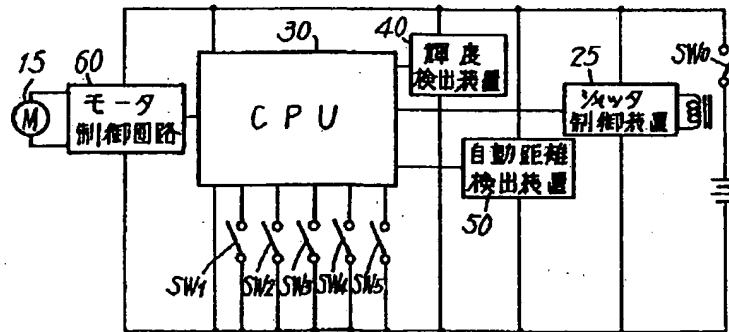 15
60
30
40
25
SW0
M
モータ
制御回路
CPU
輝度
検出装置
シャッタ
制御装置
自動距離
検出装置
50
SW1
SW2
SW3
SW4
SW5